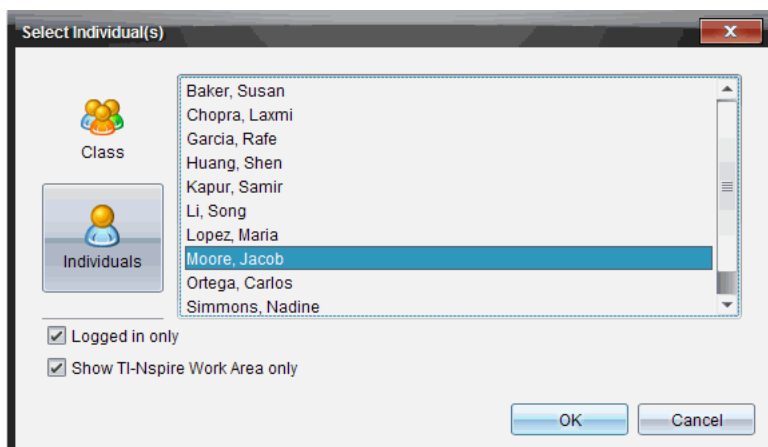 Select Individual(s)
Class
Individuals
Baker, Susan
Chopra, Laxmi
Garcia, Rafe
Huang, Shen
Kapur, Samir
Li, Song
Lopez, Maria
Moore, Jacob
Ortega, Carlos
Simmons, Nadine
Logged in only
Show TI-Nspire Work Area only
OK
Cancel